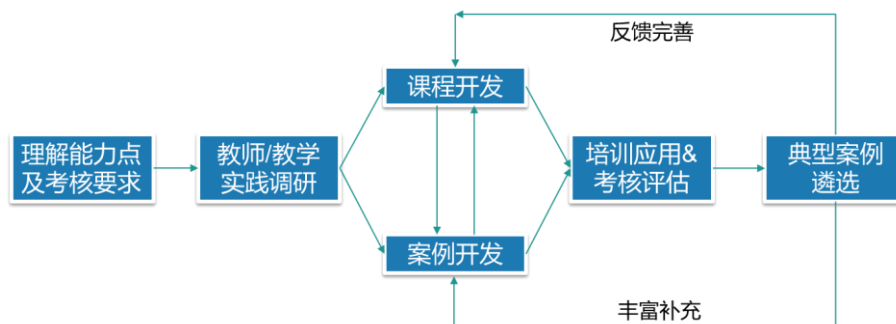 反馈完善
课程开发
理解能力点
及考核要求
教师/教学
实践调研
培训应用&
考核评估
典型案例
遴选
案例开发
丰富补充